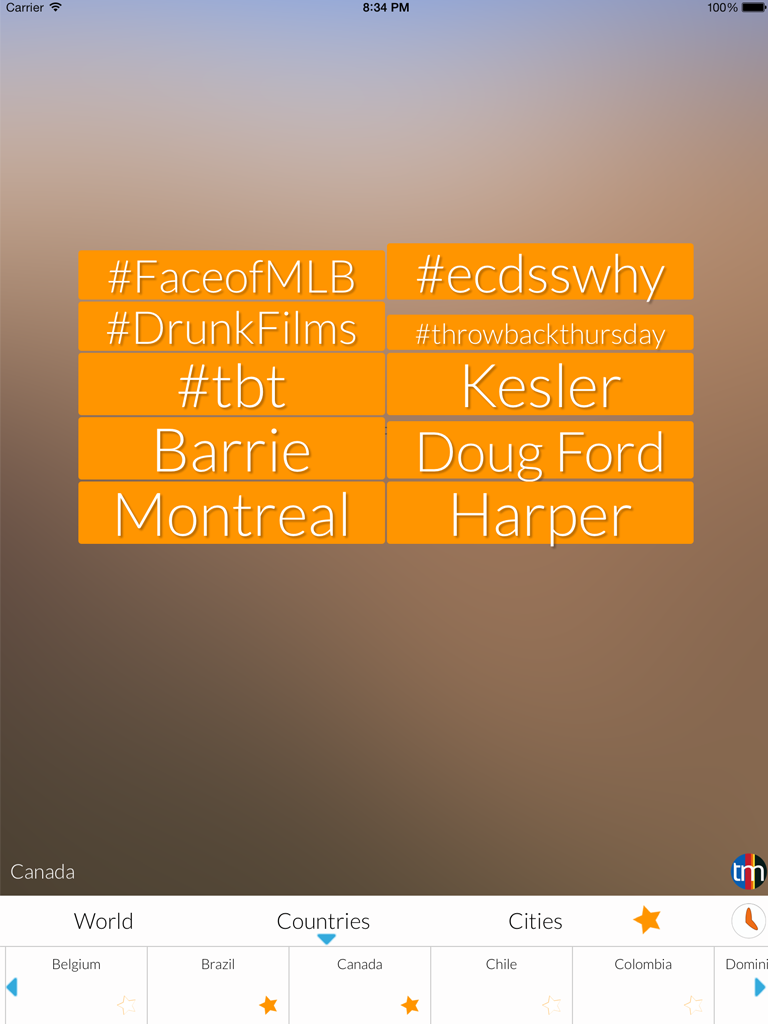 Carrier 8:34 PM 100%
#FaceofMLB #ecdsswhy
#DrunkFilms #throwbackthursday
#tbt Kesler
Barrie Doug Ford
Montreal Harper
Canada
tm
World Countries Cities
Belgium Brazil Canada Chile Colombia Domini